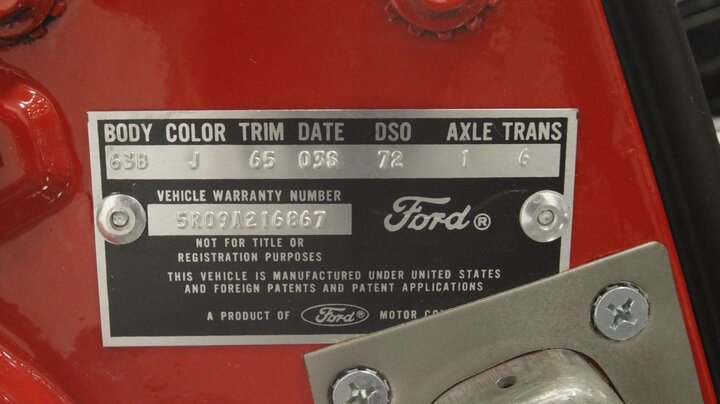 BODY COLOR TRIM DATE DSO AXLE TRANS
63B J 65 03S 72 1 6
VEHICLE WARRANTY NUMBER
5R09A216867
Ford ®
NOT FOR TITLE OR
REGISTRATION PURPOSES
THIS VEHICLE IS MANUFACTURED UNDER UNITED STATES
AND FOREIGN PATENTS AND PATENT APPLICATIONS
A PRODUCT OF Ford ® MOTOR